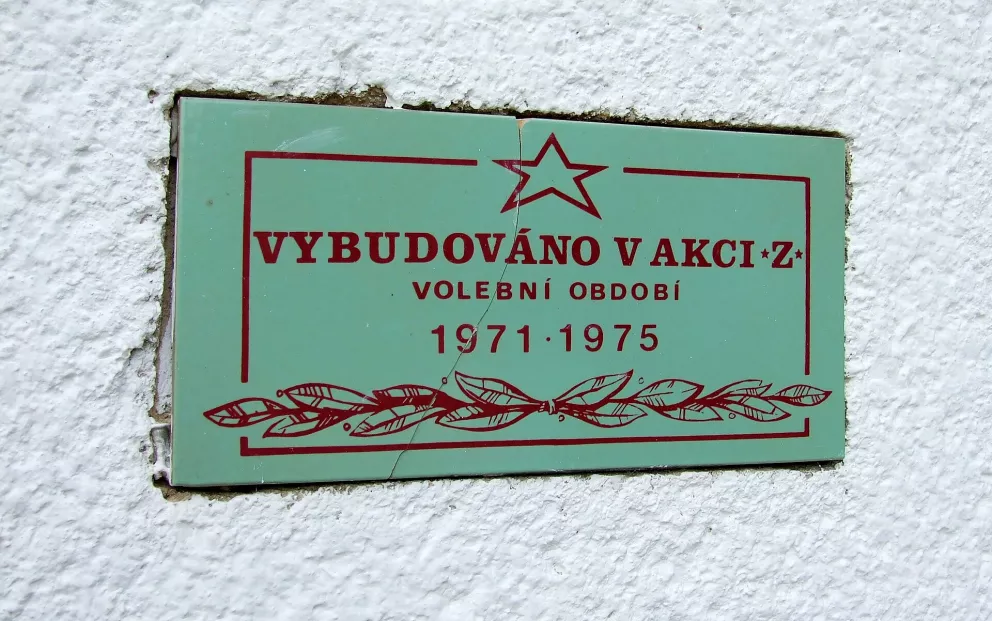 VYBUDOVÁNO V AKCI *Z*
VOLEBNÍ OBDOBÍ
1971 · 1975